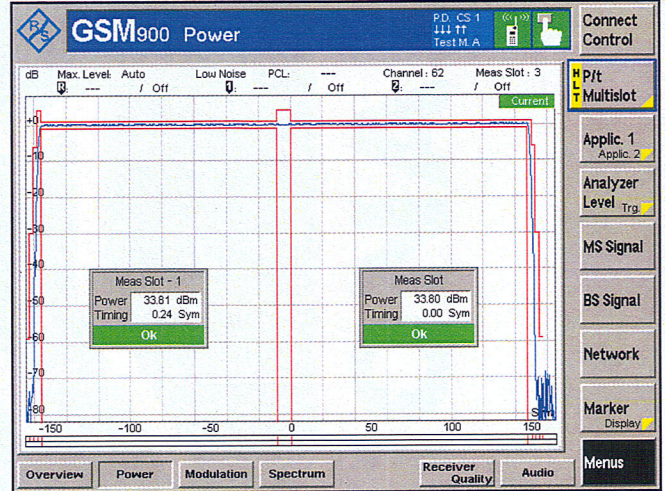 R/S GSM900 Power
P.D. CS 1
Test M. A
Connect
Control
dB Max. Level: Auto Low Noise PCL: --- Channel : 62 Meas Slot : 3
--- / Off --- / Off --- / Off
Current
H
L
T
P/t
Multislot
+0
-10
-20
-30
-40
-50
-60
-70
-80
Meas Slot - 1
Power 33.81 dBm
Timing 0.24 Sym
Ok
Meas Slot
Power 33.80 dBm
Timing 0.00 Sym
Ok
-150 -100 -50 0 50 100 150
Applic. 1
Applic. 2
Analyzer
Level Trg.
MS Signal
BS Signal
Network
Marker
Display
Menus
Overview Power Modulation Spectrum
Receiver
Quality
Audio